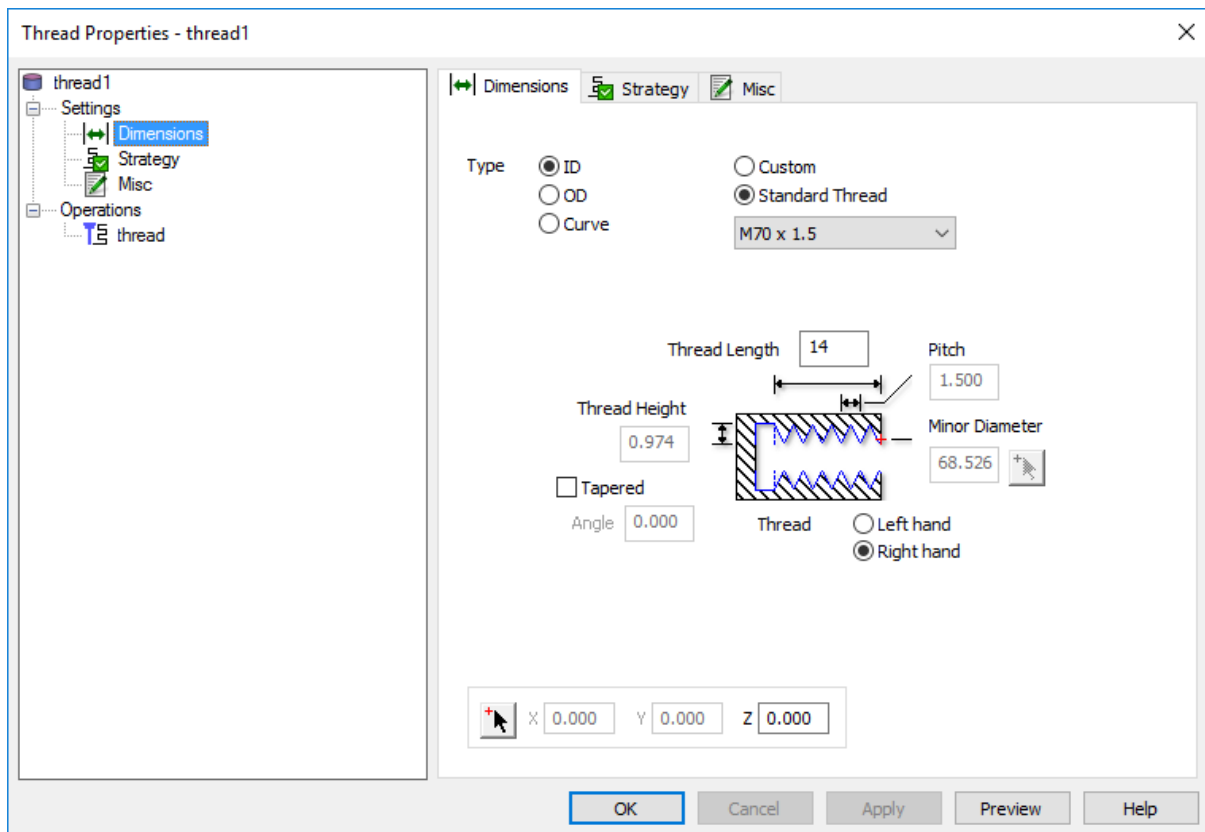 Thread Properties - thread1
thread1
Settings
Dimensions
Strategy
Misc
Operations
thread
Dimensions Strategy Misc
Type ID Custom
OD Standard Thread
Curve M70 x 1.5
Thread Length 14 Pitch
1.500
Thread Height
0.974
Minor Diameter
68.526
Tapered
Angle 0.000
Thread Left hand
Right hand
X 0.000 Y 0.000 Z 0.000
OK Cancel Apply Preview Help